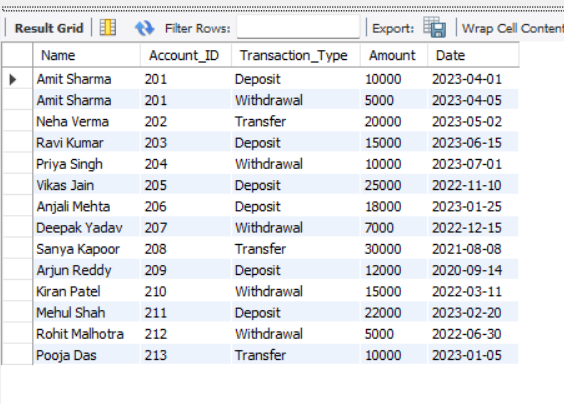 Result Grid Filter Rows: Export: Wrap Cell Content
Name Account_ID Transaction_Type Amount Date
Amit Sharma 201 Deposit 10000 2023-04-01
Amit Sharma 201 Withdrawal 5000 2023-04-05
Neha Verma 202 Transfer 20000 2023-05-02
Ravi Kumar 203 Deposit 15000 2023-06-15
Priya Singh 204 Withdrawal 10000 2023-07-01
Vikas Jain 205 Deposit 25000 2022-11-10
Anjali Mehta 206 Deposit 18000 2023-01-25
Deepak Yadav 207 Withdrawal 7000 2022-12-15
Sanya Kapoor 208 Transfer 30000 2021-08-08
Arjun Reddy 209 Deposit 12000 2020-09-14
Kiran Patel 210 Withdrawal 15000 2022-03-11
Mehul Shah 211 Deposit 22000 2023-02-20
Rohit Malhotra 212 Withdrawal 5000 2022-06-30
Pooja Das 213 Transfer 10000 2023-01-05